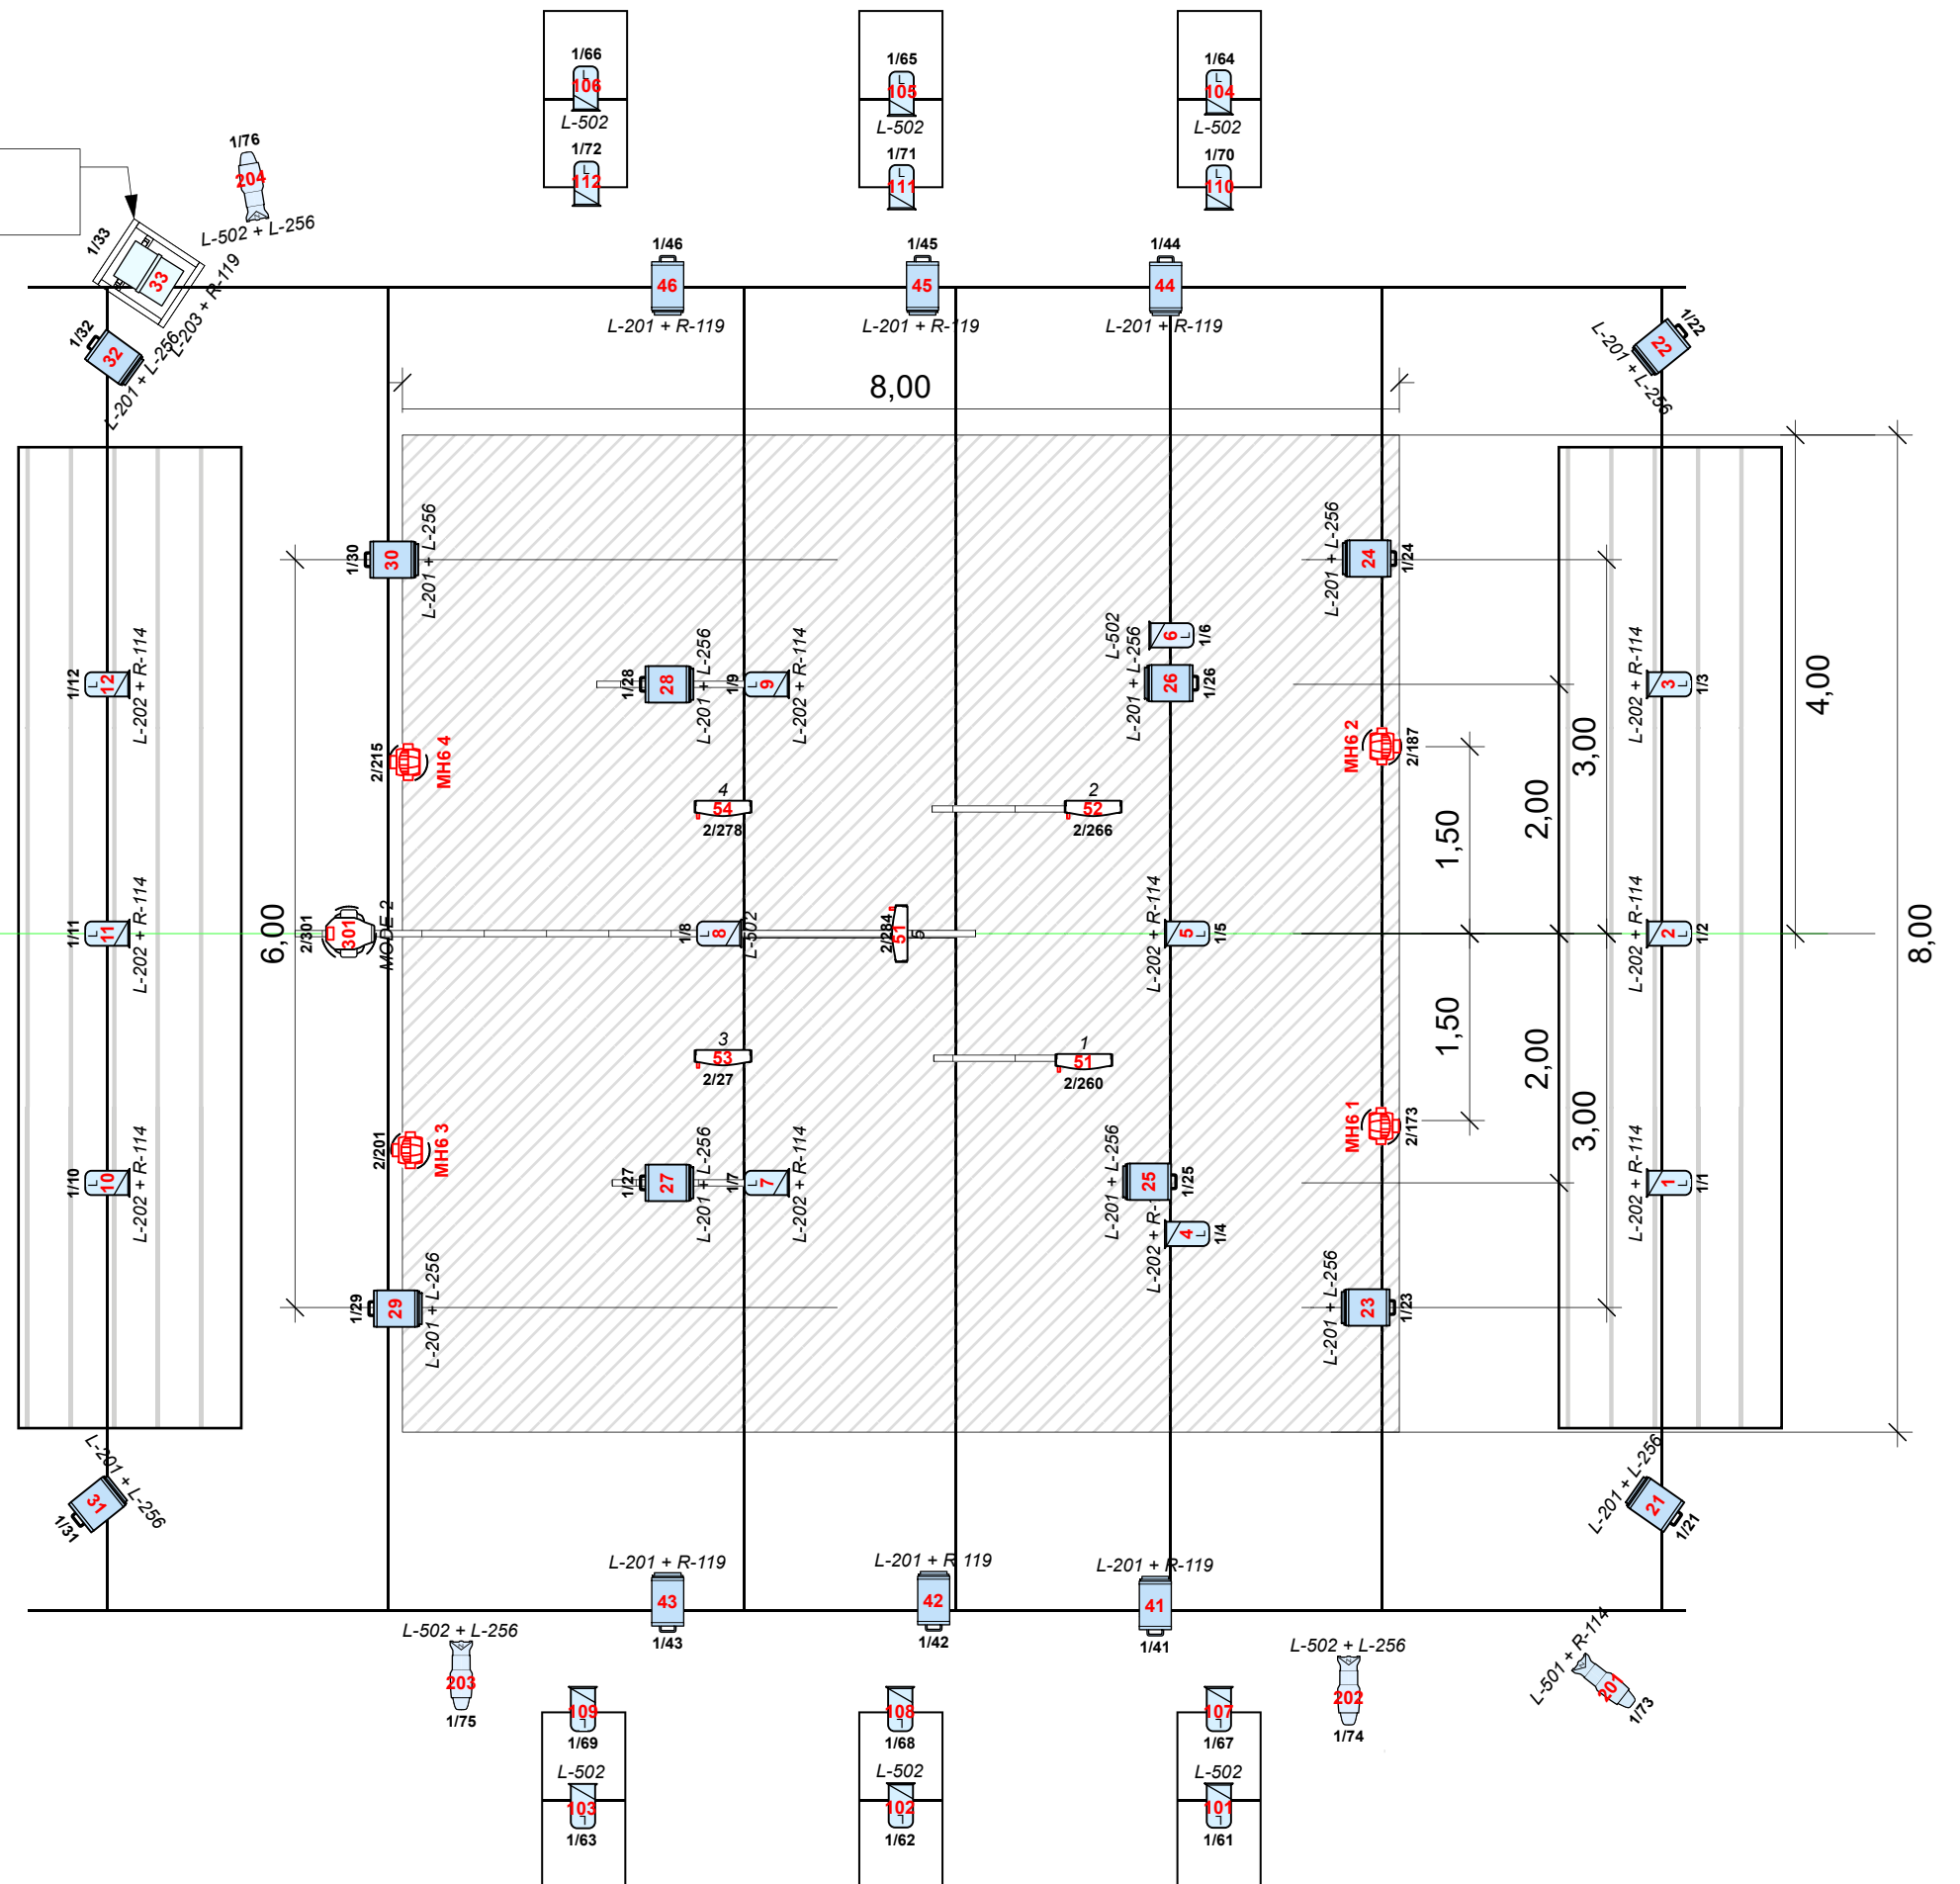 1/66
106
L-502
1/72
112
1/65
105
L-502
1/71
111
1/64
104
L-502
1/70
110
1/76
204
L-502 + L-256
1/33
33
L-203 + R-119
1/32
32
L-201 + L-256
1/46
46
L-201 + R-119
1/45
45
L-201 + R-119
1/44
44
L-201 + R-119
1/22
22
L-201 + L-256
8,00
1/30
30
L-201 + L-256
L-201 + L-256
24
1/24
1/12
12
L-202 + R-114
1/28
28
L-201 + L-256
1/9
9
L-202 + R-114
L-502
6
1/6
L-201 + L-256
26
1/26
L-202 + R-114
3
1/3
4,00
3,00
2,00
1,50
2/215
MH6 4
MH6 2
2/187
4
54
2/278
2
52
2/266
1/11
11
L-202 + R-114
6,00
2/301
301
MODE 2
1/8
8
L-502
2/284
51
5
L-202 + R-114
5
1/5
L-202 + R-114
2
1/2
8,00
3
53
2/27
1
51
2/260
1,50
2,00
3,00
2/201
MH6 3
MH6 1
2/173
1/10
10
L-202 + R-114
1/27
27
L-201 + L-256
1/7
7
L-202 + R-114
L-201 + L-256
25
1/25
L-202 + R-1
4
1/4
L-202 + R-114
1
1/1
1/29
29
L-201 + L-256
L-201 + L-256
23
1/23
L-201 + L-256
31
1/31
L-201 + L-256
21
1/21
L-201 + R-119
43
1/43
L-201 + R 119
42
1/42
L-201 + R-119
41
1/41
L-502 + L-256
203
1/75
L-502 + L-256
202
1/74
L-501 + R-114
201
1/73
109
1/69
L-502
103
1/63
108
1/68
L-502
102
1/62
107
1/67
L-502
101
1/61